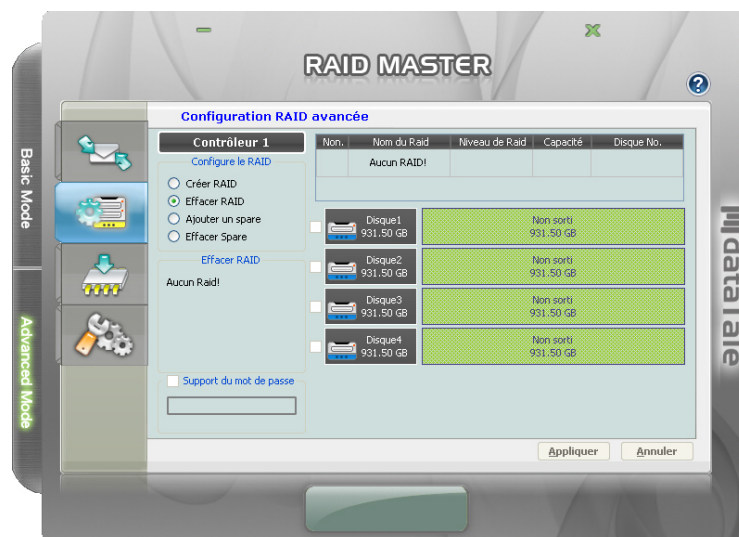 RAID MASTER
?
Configuration RAID avancée
Basic Mode
Advanced Mode
Contrôleur 1
Configure le RAID
Créer RAID
Effacer RAID
Ajouter un spare
Effacer Spare
Effacer RAID
Aucun Raid!
Support du mot de passe
Non. Nom du Raid Niveau de Raid Capacité Disque No.
Aucun RAID!
Disque1 Non sorti
931.50 GB 931.50 GB
Disque2 Non sorti
931.50 GB 931.50 GB
Disque3 Non sorti
931.50 GB 931.50 GB
Disque4 Non sorti
931.50 GB 931.50 GB
Appliquer Annuler
dataTale